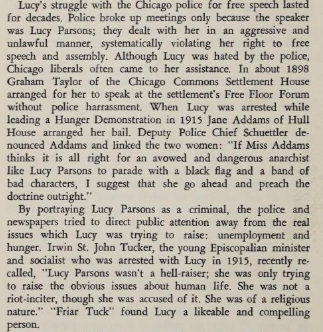 Lucy's struggle with the Chicago police for free speech lasted
for decades. Police broke up meetings only because the speaker
was Lucy Parsons; they dealt with her in an aggressive and
unlawful manner, systematically violating her right to free
speech and assembly. Although Lucy was hated by the police,
Chicago liberals often came to her assistance. In about 1898
Graham Taylor of the Chicago Commons Settlement House
arranged for her to speak at the settlement's Free Floor Forum
without police harrassment. When Lucy was arrested while
leading a Hunger Demonstration in 1915 Jane Addams of Hull
House arranged her bail. Deputy Police Chief Schuettler de-
nounced Addams and linked the two women: "If Miss Addams
thinks it is all right for an avowed and dangerous anarchist
like Lucy Parsons to parade with a black flag and a band of
bad characters, I suggest that she go ahead and preach the
doctrine outright."
By portraying Lucy Parsons as a criminal, the police and
newspapers tried to direct public attention away from the real
issues which Lucy was trying to raise: unemployment and
hunger. Irwin St. John Tucker, the young Episcopalian minister
and socialist who was arrested with Lucy in 1915, recently re-
called, "Lucy Parsons wasn't a hell-raiser; she was only trying
to raise the obvious issues about human life. She was not a
riot-inciter, though she was accused of it. She was of a religious
nature." "Friar Tuck" found Lucy a likeable and compelling
person.